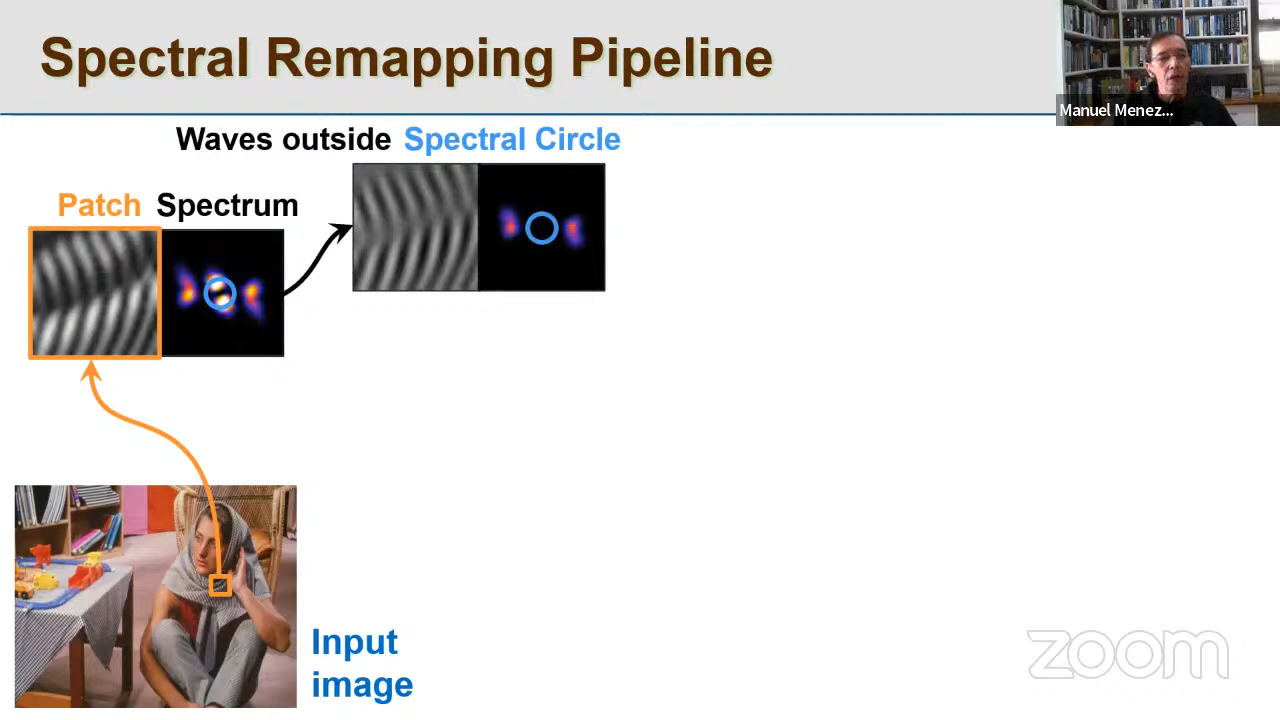 Spectral Remapping Pipeline
Manuel Menez...
Waves outside Spectral Circle
Patch Spectrum
Input
image
zoom